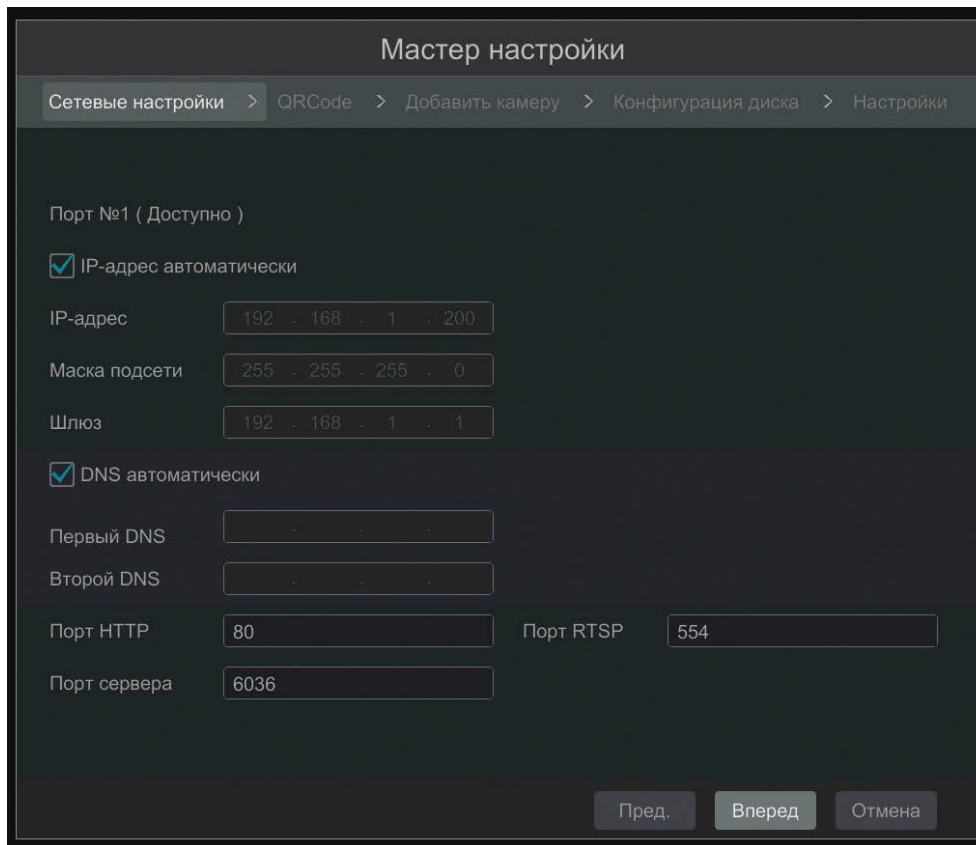 Мастер настройки
Сетевые настройки > QRCode > Добавить камеру > Конфигурация диска > Настройки
Порт №1 ( Доступно )
IP-адрес автоматически
IP-адрес 192 . 168 . 1 . 200
Маска подсети 255 . 255 . 255 . 0
Шлюз 192 . 168 . 1 . 1
DNS автоматически
Первый DNS . . .
Второй DNS . . .
Порт HTTP 80 Порт RTSP 554
Порт сервера 6036
Пред. Вперед Отмена